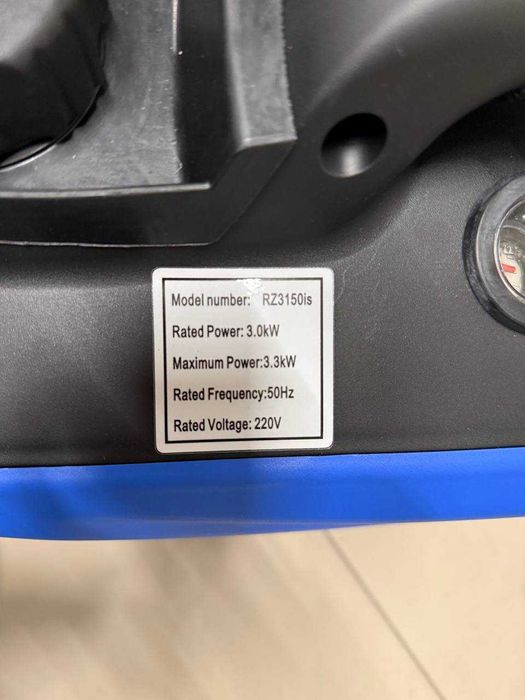 Model number: RZ3150is
Rated Power: 3.0kW
Maximum Power:3.3kW
Rated Frequency:50Hz
Rated Voltage: 220V